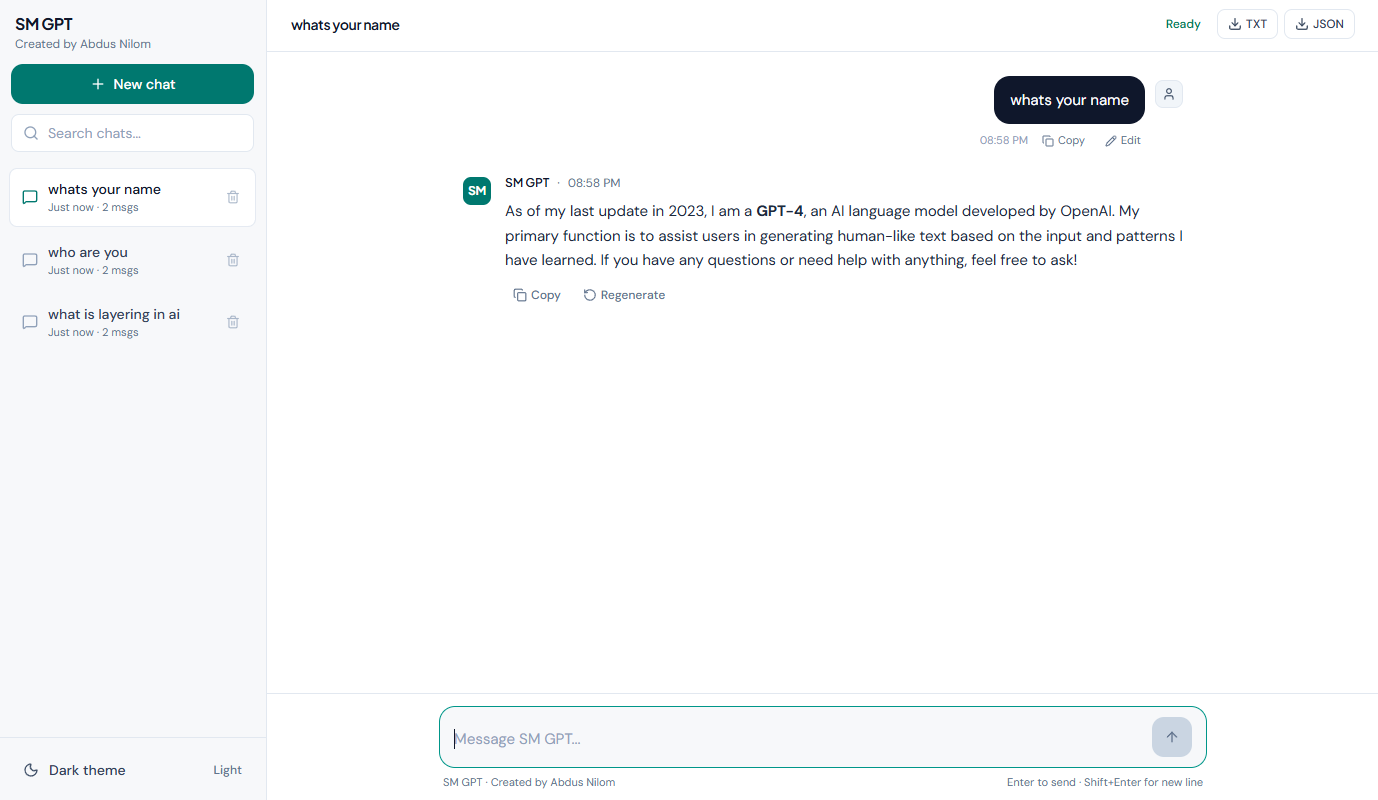 SM GPT
Created by Abdus Nilom
New chat
Search chats...
whats your name
Just now · 2 msgs
who are you
Just now · 2 msgs
what is layering in ai
Just now · 2 msgs
Dark theme
Light
whats your name
Ready
TXT
JSON
whats your name
08:58 PM
Copy
Edit
SM
SM GPT · 08:58 PM
As of my last update in 2023, I am a GPT-4, an AI language model developed by OpenAI. My
primary function is to assist users in generating human-like text based on the input and patterns I
have learned. If you have any questions or need help with anything, feel free to ask!
Copy
Regenerate
Message SM GPT...
SM GPT · Created by Abdus Nilom
Enter to send · Shift+Enter for new line